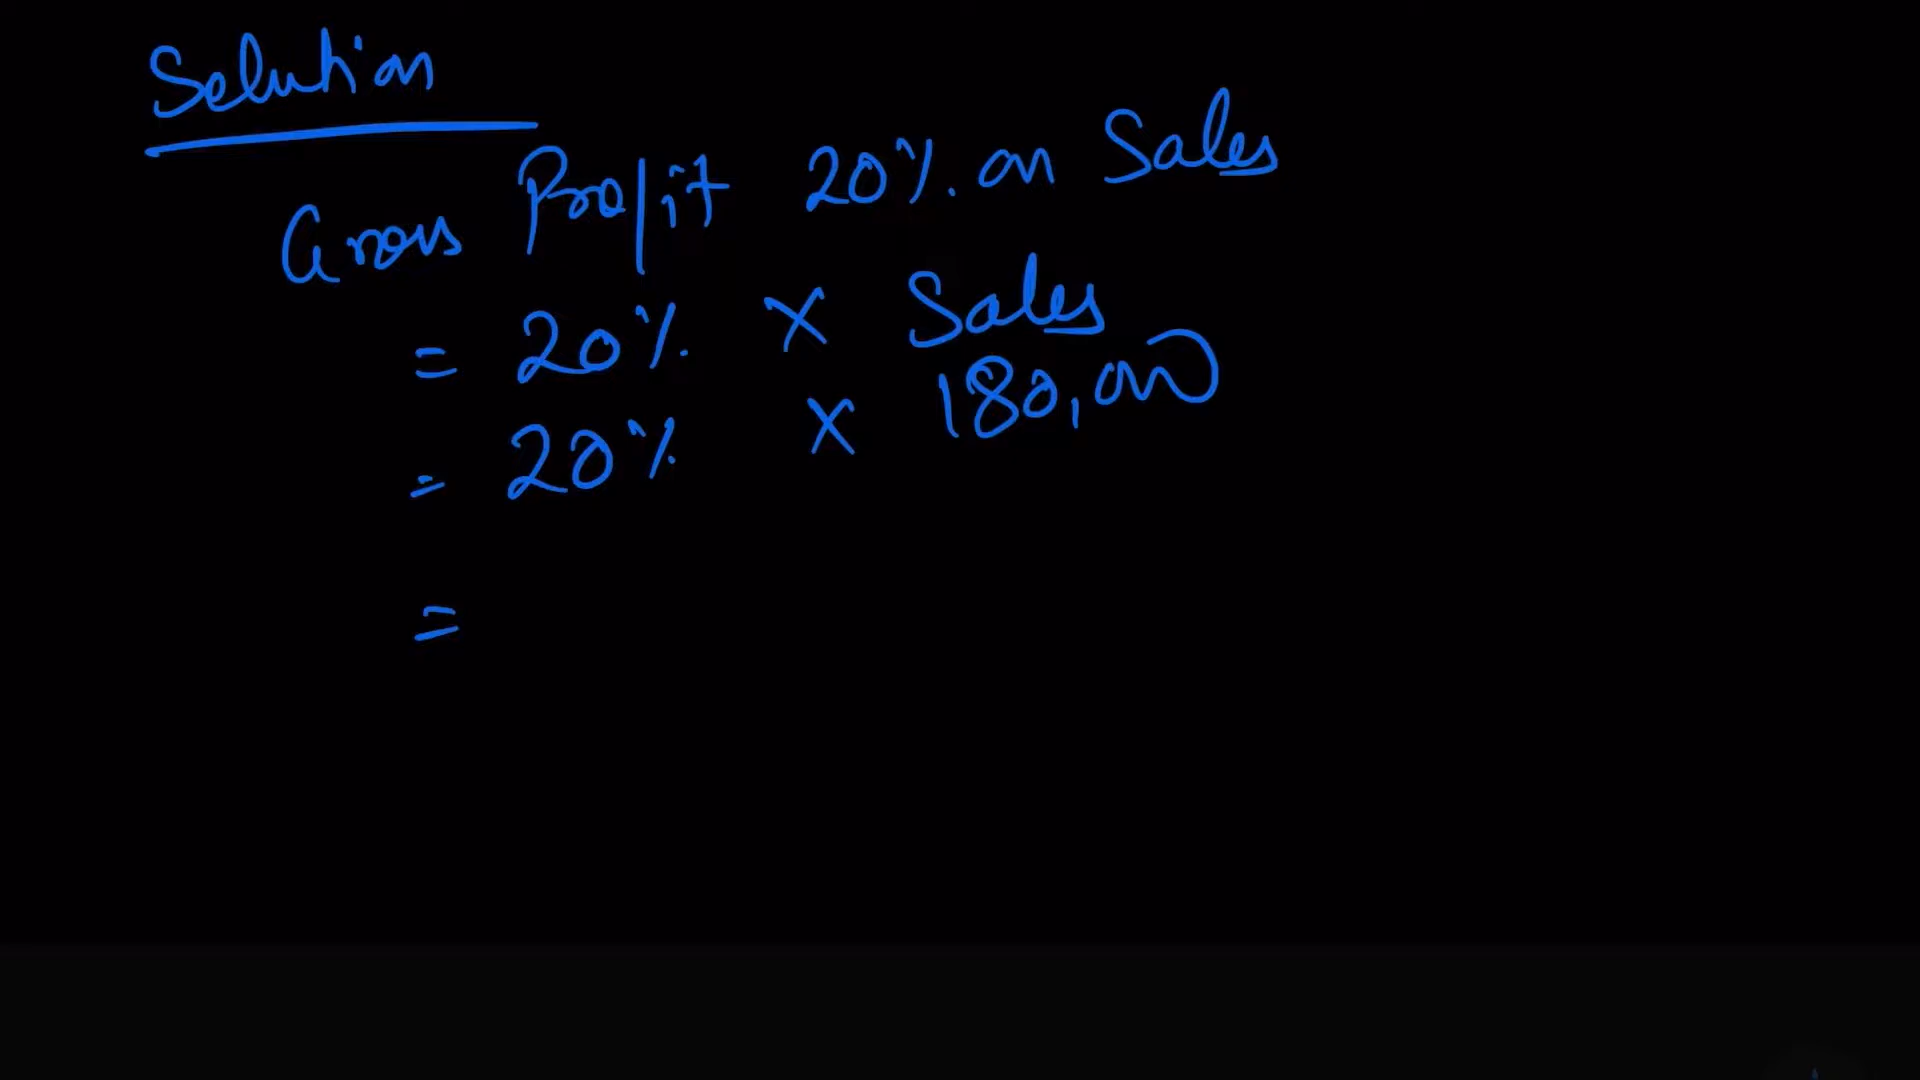 Solution
Gross Profit 20% on Sales
= 20% × Sales
= 20% × 180,000
=